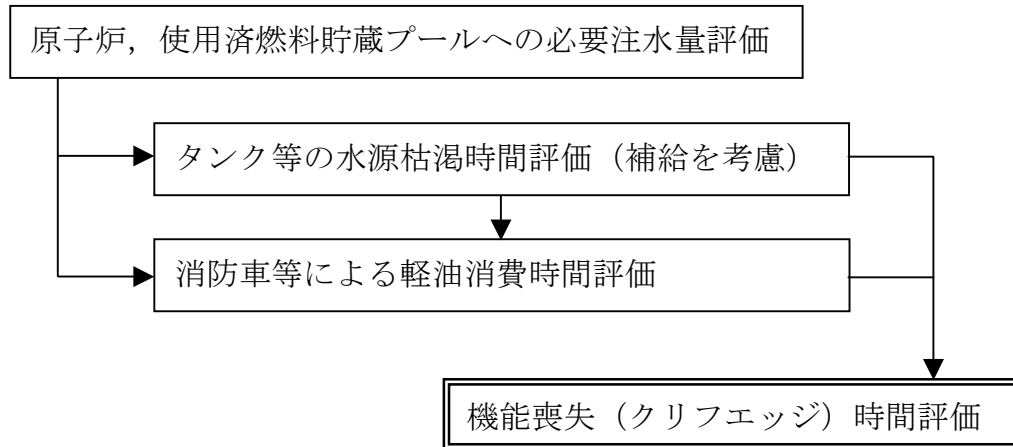 原子炉，使用済燃料貯蔵プールへの必要注水量評価
タンク等の水源枯渇時間評価（補給を考慮）
消防車等による軽油消費時間評価
機能喪失（クリフエッジ）時間評価